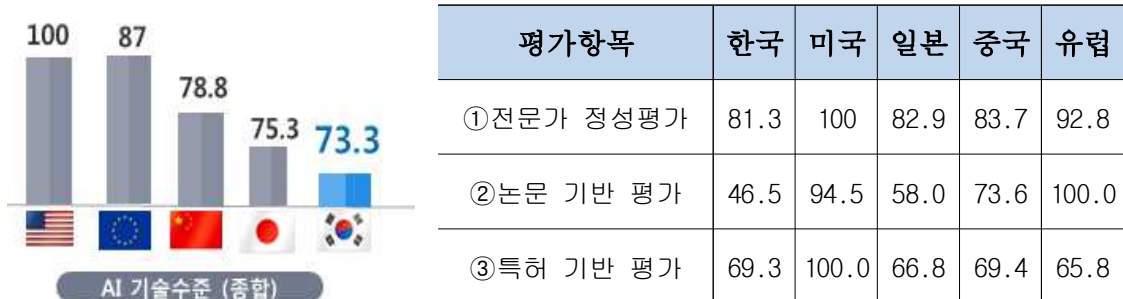 100
87
78.8
75.3
73.3
AI 기술수준 (종합)
평가항목 한국 미국 일본 중국 유럽
①전문가 정성평가 81.3 100 82.9 83.7 92.8
②논문 기반 평가 46.5 94.5 58.0 73.6 100.0
③특허 기반 평가 69.3 100.0 66.8 69.4 65.8